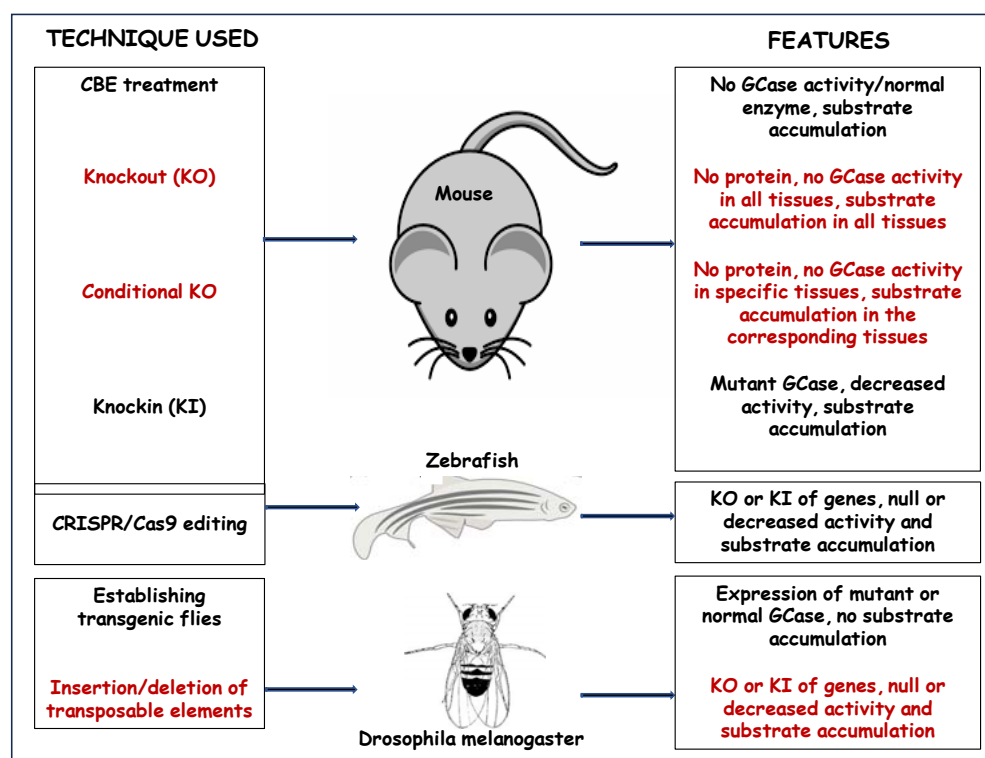 TECHNIQUE USED
CBE treatment
Knockout (KO)
Conditional KO
Knockin (KI)
CRISPR/Cas9 editing
Establishing
transgenic flies
Insertion/deletion of
transposable elements
Mouse
Zebrafish
Drosophila melanogaster
FEATURES
No GCase activity/normal
enzyme, substrate
accumulation
No protein, no GCase activity
in all tissues, substrate
accumulation in all tissues
No protein, no GCase activity
in specific tissues, substrate
accumulation in the
corresponding tissues
Mutant GCase, decreased
activity, substrate
accumulation
KO or KI of genes, null or
decreased activity and
substrate accumulation
Expression of mutant or
normal GCase, no substrate
accumulation
KO or KI of genes, null or
decreased activity and
substrate accumulation